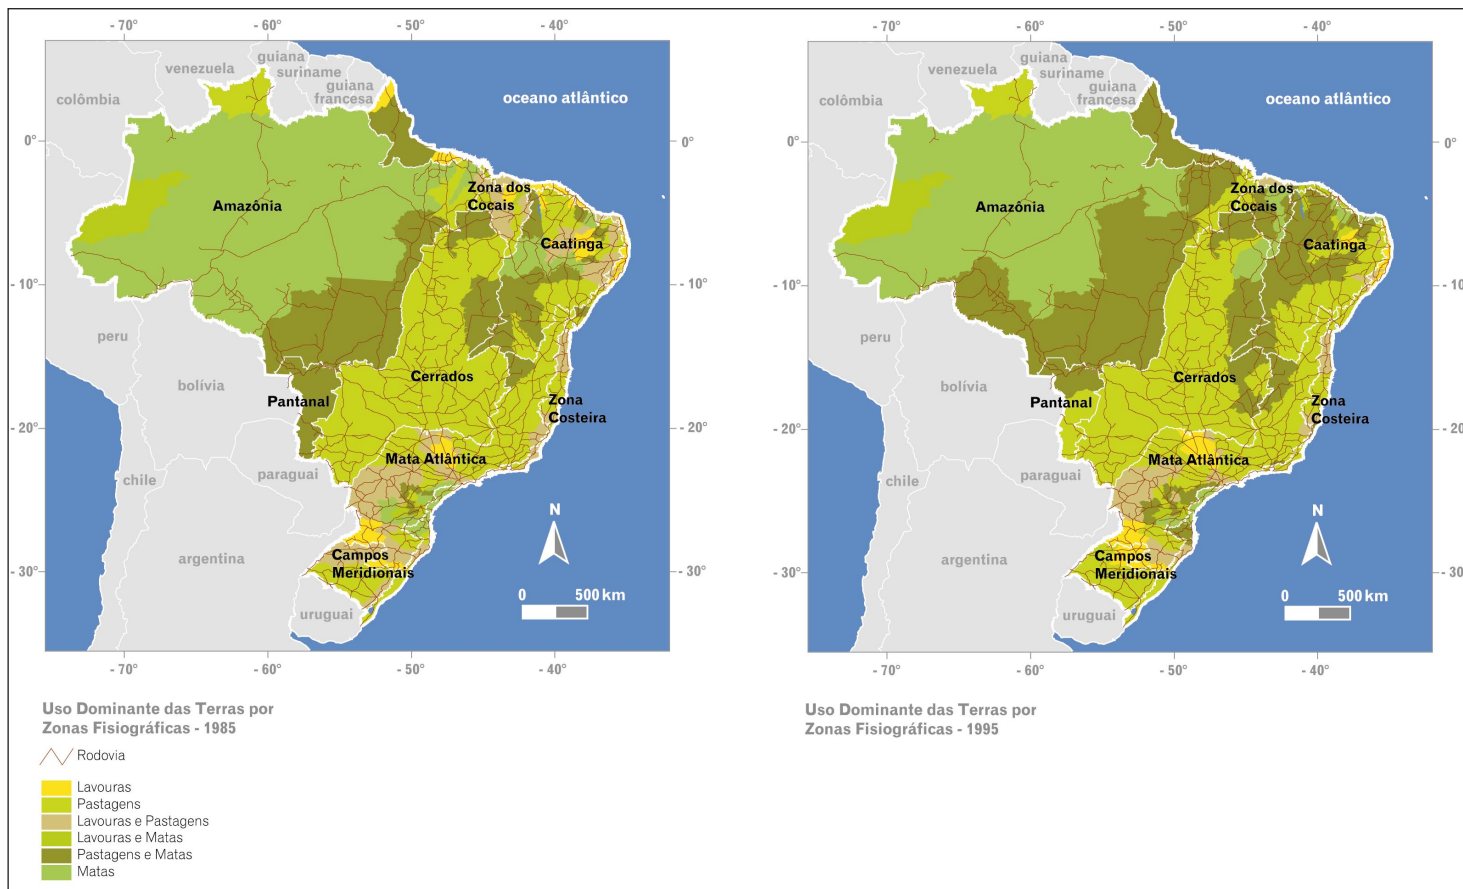 - 70°
- 60°
- 50°
- 40°
guiana
venezuela
suriname
guiana
francesa
colômbia
oceano atlântico
0°
0°
Zona dos
Cocais
Amazônia
Caatinga
- 10°
- 10°
peru
Cerrados
bolívia
Pantanal
Zona
Costeira
- 20°
- 20°
Mata Atlântica
paraguai
chile
N
argentina
Campos
Meridionais
- 30°
- 30°
0
500 km
uruguai
- 70°
- 60°
- 50°
- 40°
Uso Dominante das Terras por
Zonas Fisiográficas - 1985
Rodovia
Lavouras
Pastagens
Lavouras e Pastagens
Lavouras e Matas
Pastagens e Matas
Matas
- 70°
- 60°
- 50°
- 40°
guiana
venezuela
suriname
guiana
francesa
colômbia
oceano atlântico
0°
0°
Zona dos
Cocais
Amazônia
Caatinga
- 10°
- 10°
peru
Cerrados
bolívia
Pantanal
Zona
Costeira
- 20°
- 20°
Mata Atlântica
paraguai
chile
N
argentina
Campos
Meridionais
- 30°
- 30°
0
500 km
uruguai
- 70°
- 60°
- 50°
- 40°
Uso Dominante das Terras por
Zonas Fisiográficas - 1995